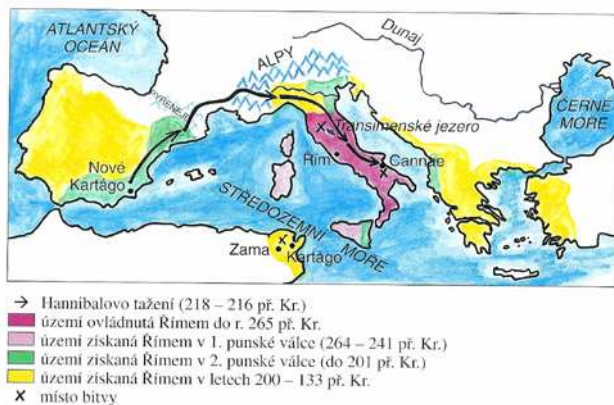 ATLANTSKÝ
OCEÁN
ALPY
Dunaj
PYRENEJE
ČERNÉ
MOŘE
Transimenské jezero
Nové
Kartágo
Řím
Cannae
STŘEDOZEMNÍ
MOŘE
Zama
Kartágo
→ Hannibalovo tažení (218 – 216 př. Kr.)
území ovládnutá Římem do r. 265 př. Kr.
území získaná Římem v 1. punské válce (264 – 241 př. Kr.)
území získaná Římem v 2. punské válce (do 201 př. Kr.)
území získaná Římem v letech 200 – 133 př. Kr.
x místo bitvy